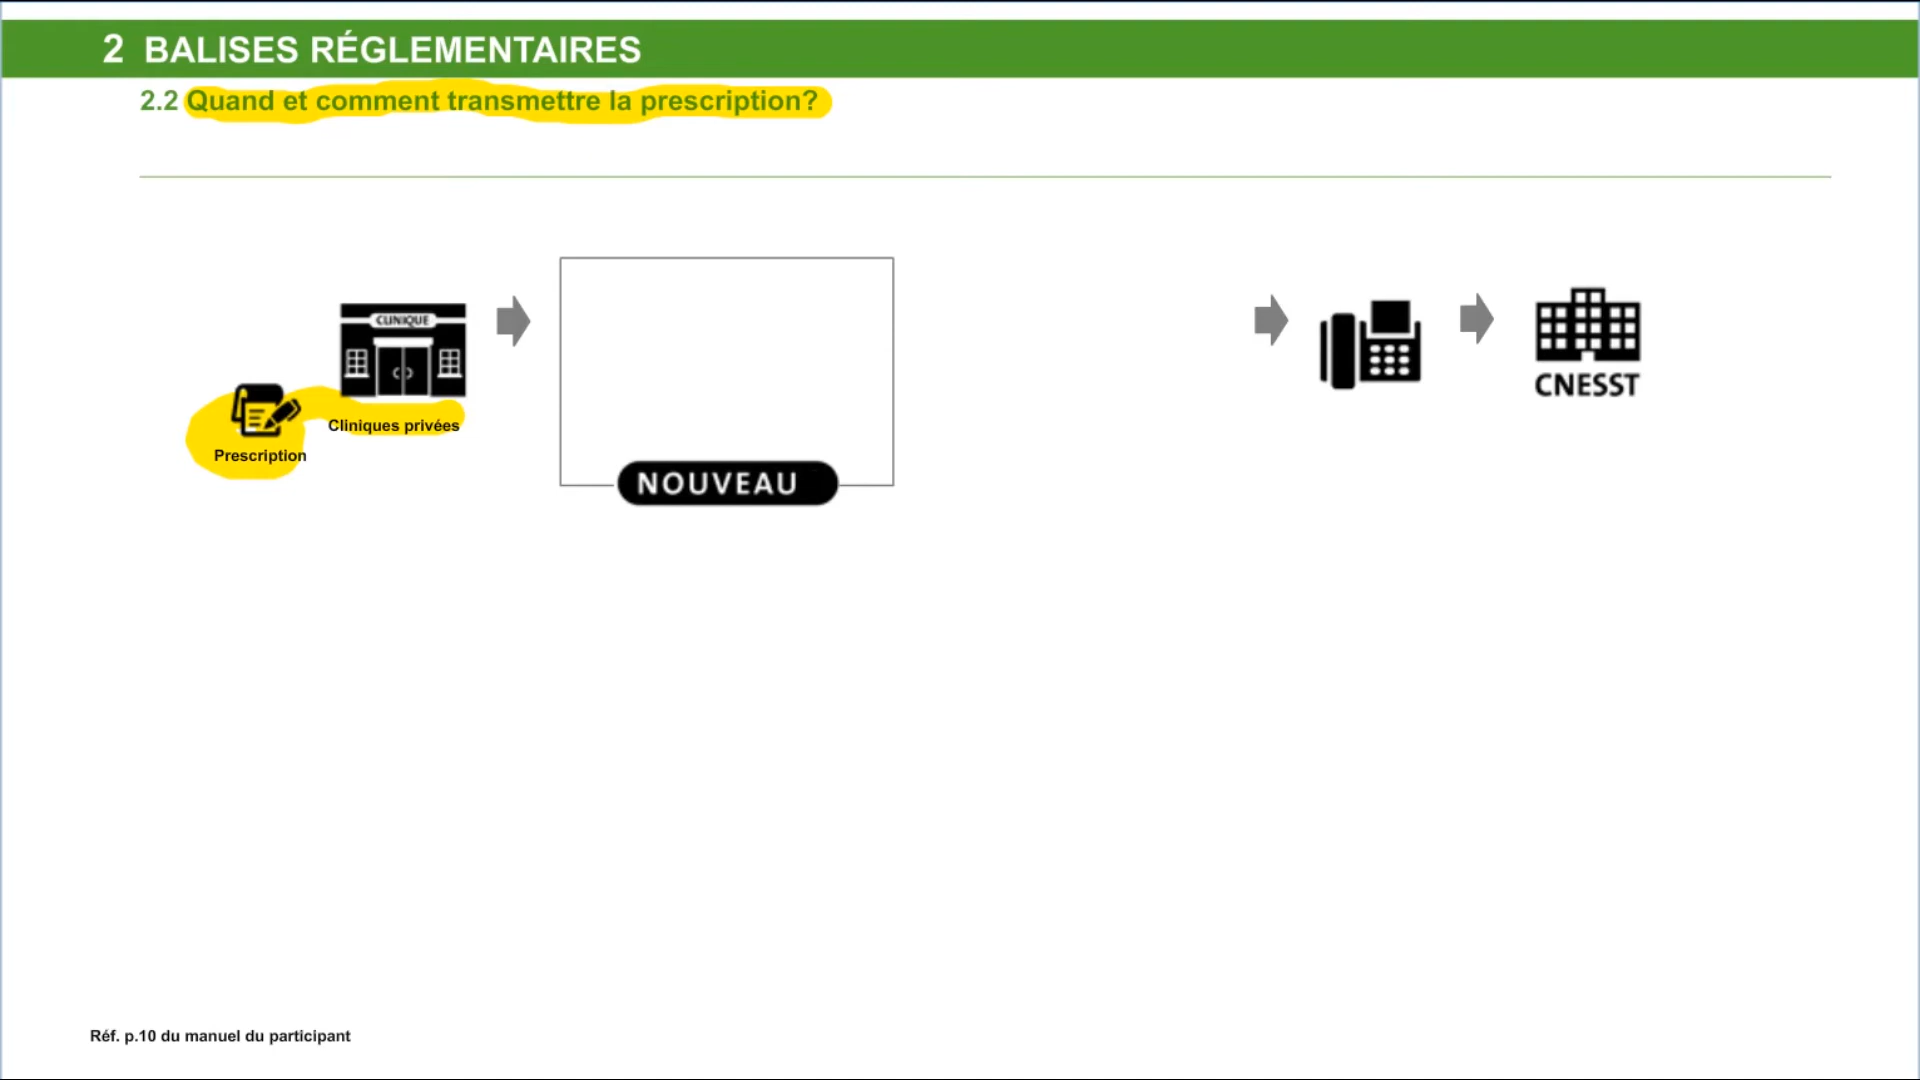 2 BALISES RÉGLEMENTAIRES
2.2 Quand et comment transmettre la prescription?
CLINIQUE
Cliniques privées
Prescription
NOUVEAU
CNESST
Réf. p.10 du manuel du participant